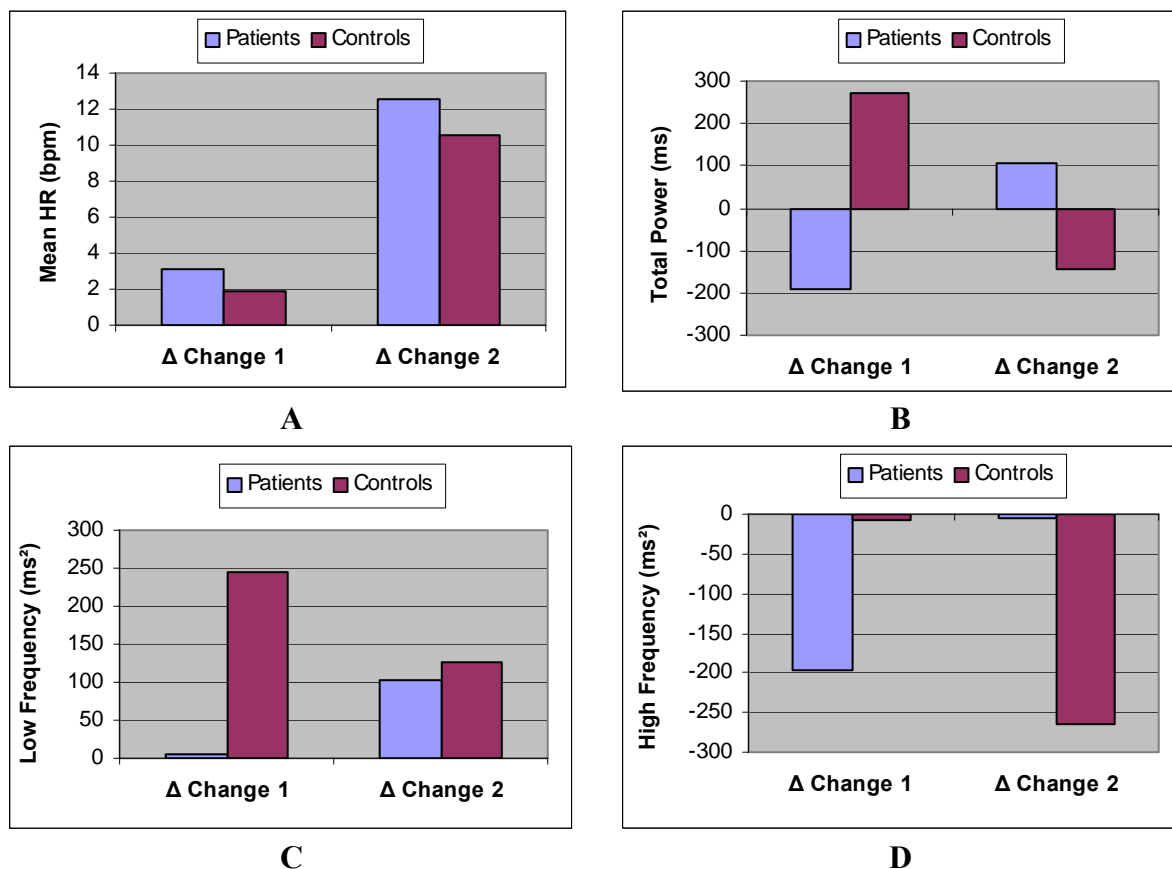 Patients Controls
Mean HR (bpm)
14
12
10
8
6
4
2
0
Δ Change 1 Δ Change 2
A
Patients Controls
Total Power (ms)
300
200
100
0
-100
-200
-300
Δ Change 1 Δ Change 2
B
Patients Controls
Low Frequency (ms²)
300
250
200
150
100
50
0
Δ Change 1 Δ Change 2
C
Patients Controls
High Frequency (ms²)
0
-50
-100
-150
-200
-250
-300
Δ Change 1 Δ Change 2
D